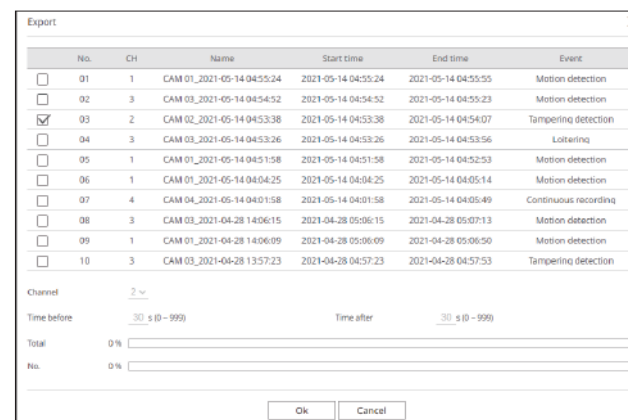 Export
No. CH Name Start time End time Event
01 1 CAM 01_2021-05-14 04:55:24 2021-05-14 04:55:24 2021-05-14 04:55:55 Motion detection
02 3 CAM 03_2021-05-14 04:54:52 2021-05-14 04:54:52 2021-05-14 04:55:23 Motion detection
03 2 CAM 02_2021-05-14 04:53:38 2021-05-14 04:53:38 2021-05-14 04:54:07 Tampering detection
04 3 CAM 03_2021-05-14 04:53:26 2021-05-14 04:53:26 2021-05-14 04:53:56 Loitering
05 1 CAM 01_2021-05-14 04:51:58 2021-05-14 04:51:58 2021-05-14 04:52:53 Motion detection
06 1 CAM 01_2021-05-14 04:04:25 2021-05-14 04:04:25 2021-05-14 04:05:14 Motion detection
07 4 CAM 04_2021-05-14 04:01:58 2021-05-14 04:01:58 2021-05-14 04:05:49 Continuous recording
08 3 CAM 03_2021-04-28 14:06:15 2021-04-28 05:06:15 2021-04-28 05:07:13 Motion detection
09 1 CAM 01_2021-04-28 14:06:09 2021-04-28 05:06:09 2021-04-28 05:06:50 Motion detection
10 3 CAM 03_2021-04-28 13:57:23 2021-04-28 04:57:23 2021-04-28 04:57:53 Tampering detection
Channel 2
Time before 30 s (0 ~ 999) Time after 30 s (0 ~ 999)
Total 0 %
No. 0 %
Ok Cancel